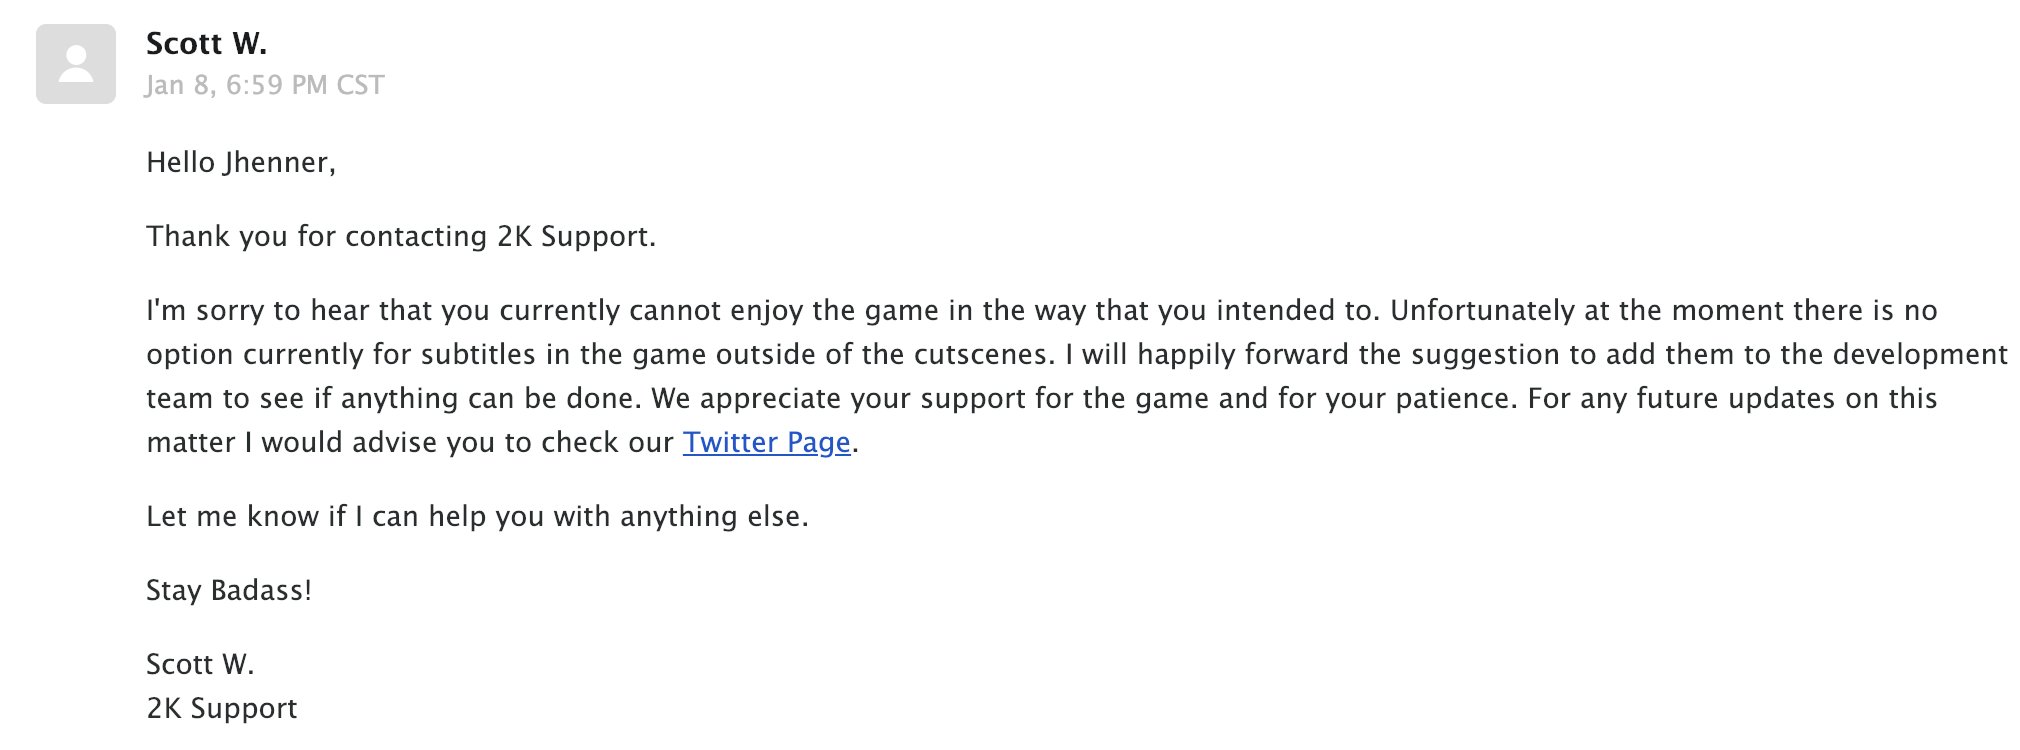 Scott W.
Jan 8, 6:59 PM CST
Hello Jhenner,
Thank you for contacting 2K Support.
I'm sorry to hear that you currently cannot enjoy the game in the way that you intended to. Unfortunately at the moment there is no
option currently for subtitles in the game outside of the cutscenes. I will happily forward the suggestion to add them to the development
team to see if anything can be done. We appreciate your support for the game and for your patience. For any future updates on this
matter I would advise you to check our Twitter Page.
Let me know if I can help you with anything else.
Stay Badass!
Scott W.
2K Support